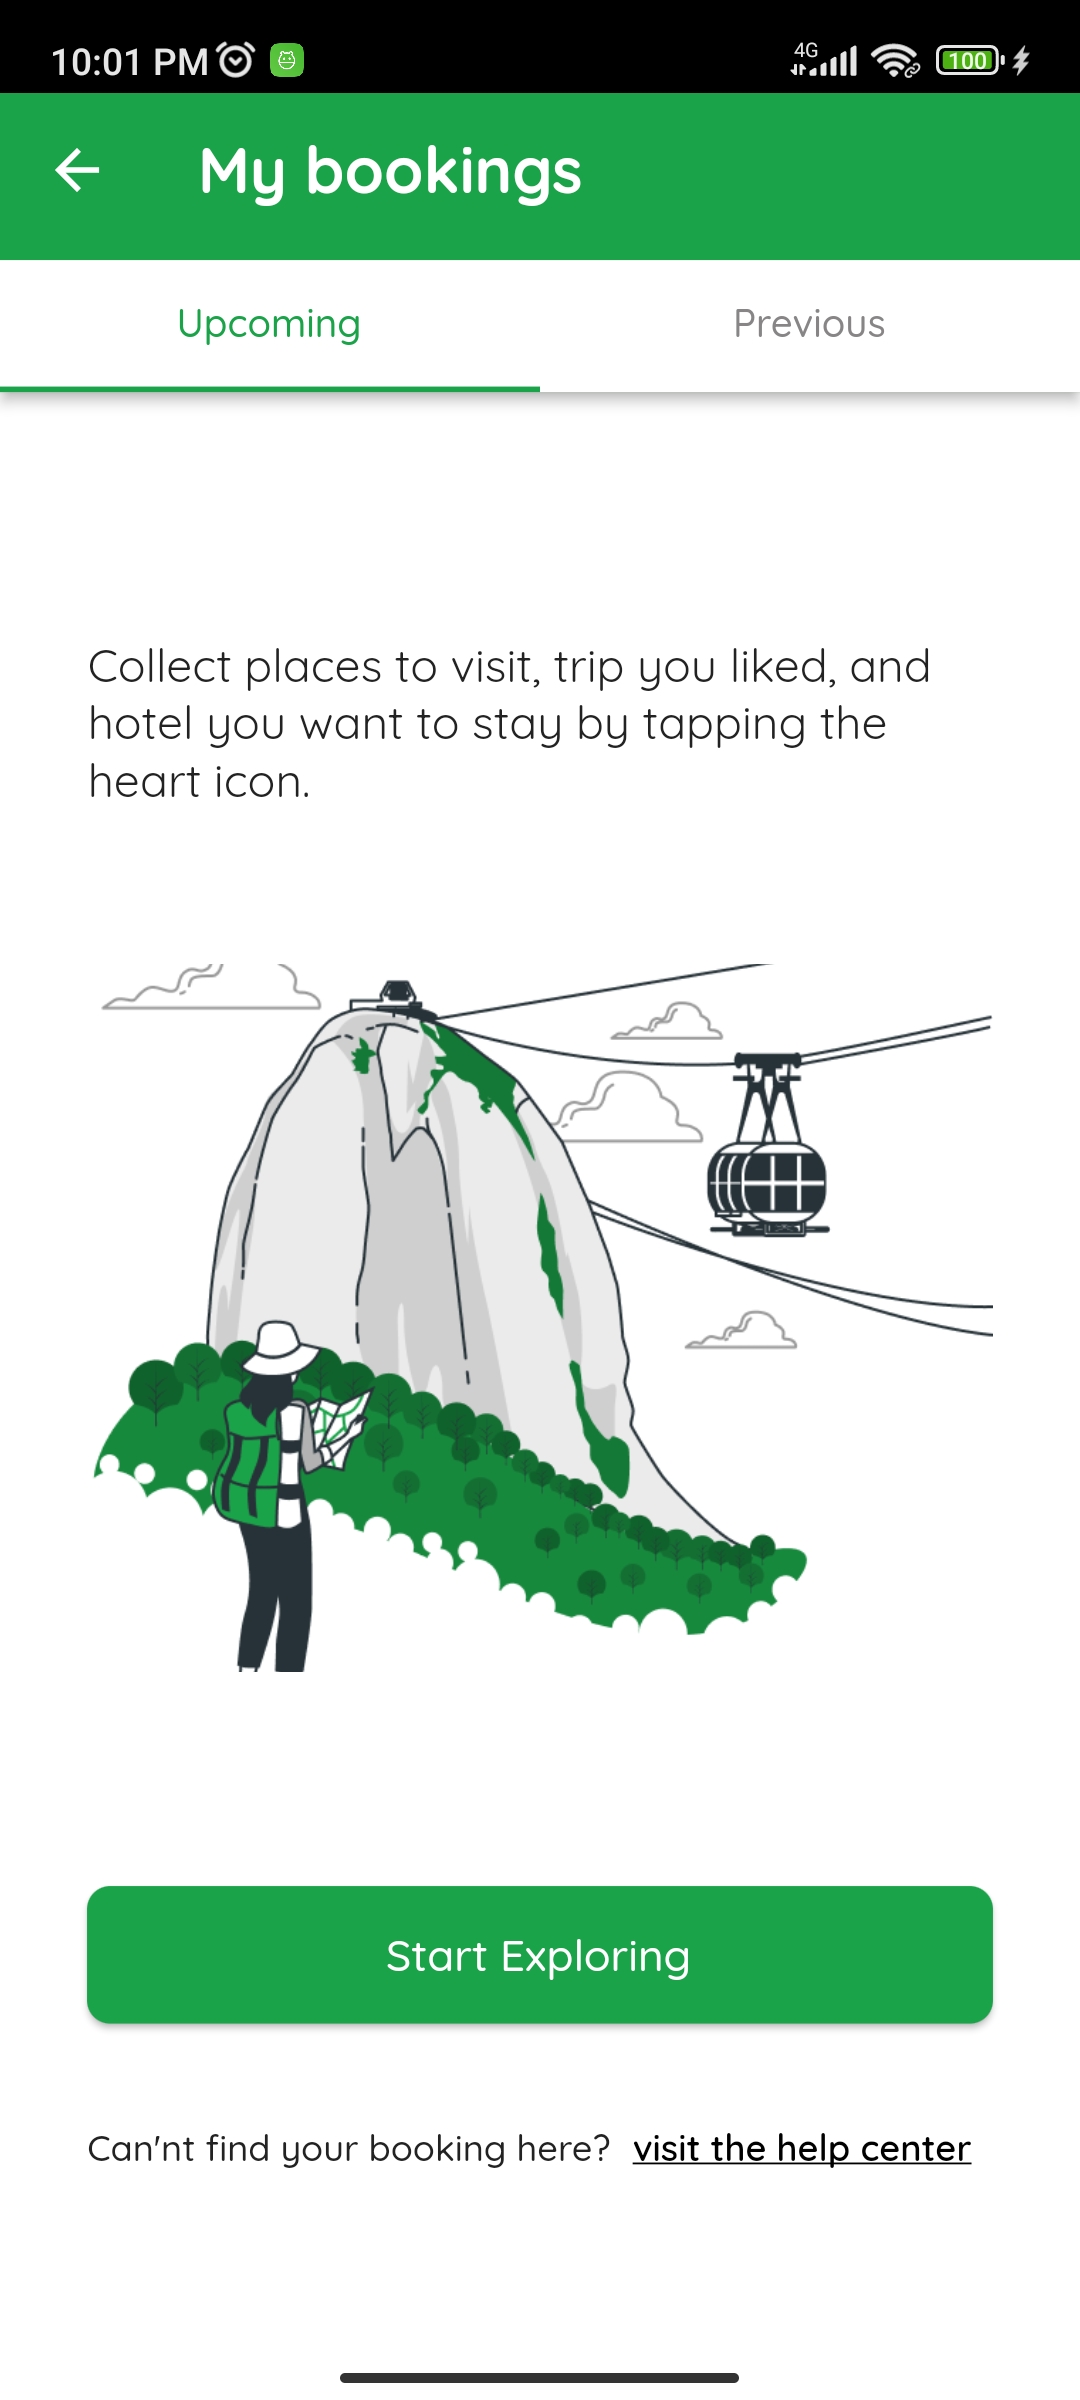 10:01 PM
4G
100
My bookings
Upcoming
Previous
Collect places to visit, trip you liked, and
hotel you want to stay by tapping the
heart icon.
Start Exploring
Can'nt find your booking here? visit the help center